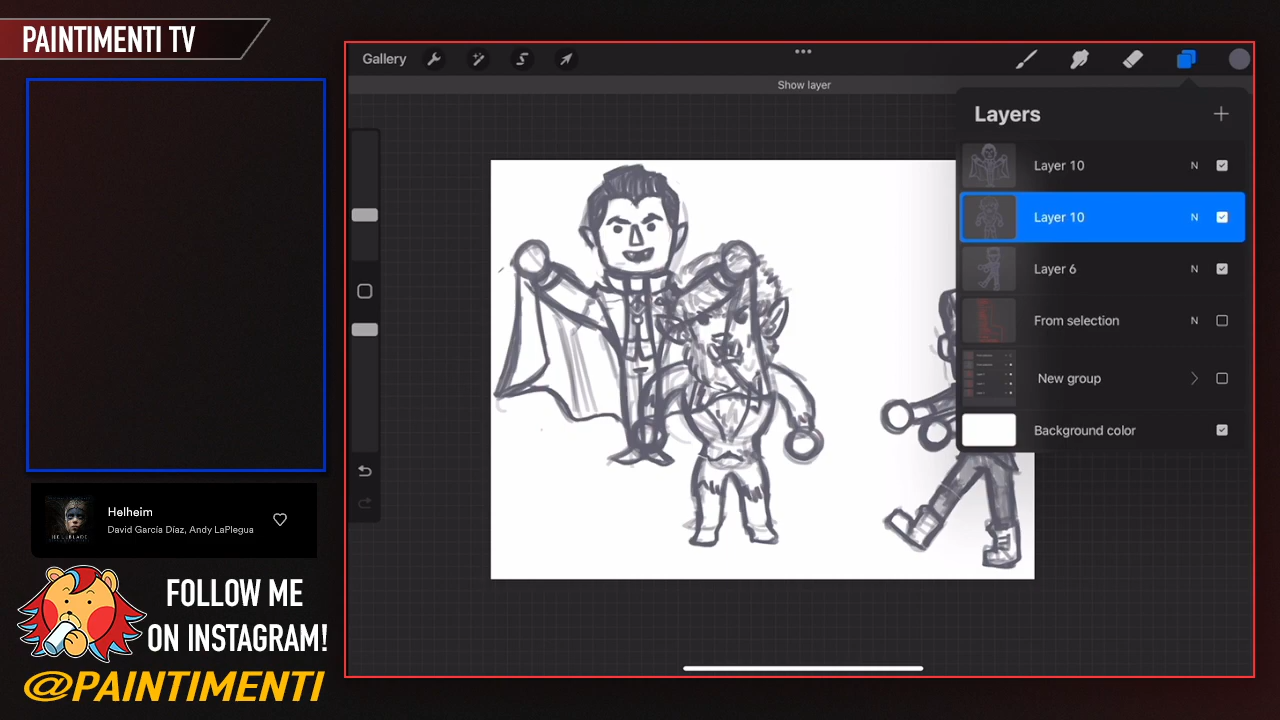 PAINTIMENTI TV
Gallery
Show layer
Layers
Layer 10 N
Layer 10 N
Layer 6 N
From selection N
New group
Background color
Helheim
David García Díaz, Andy LaPlegua
FOLLOW ME
ON INSTAGRAM!
@PAINTIMENTI